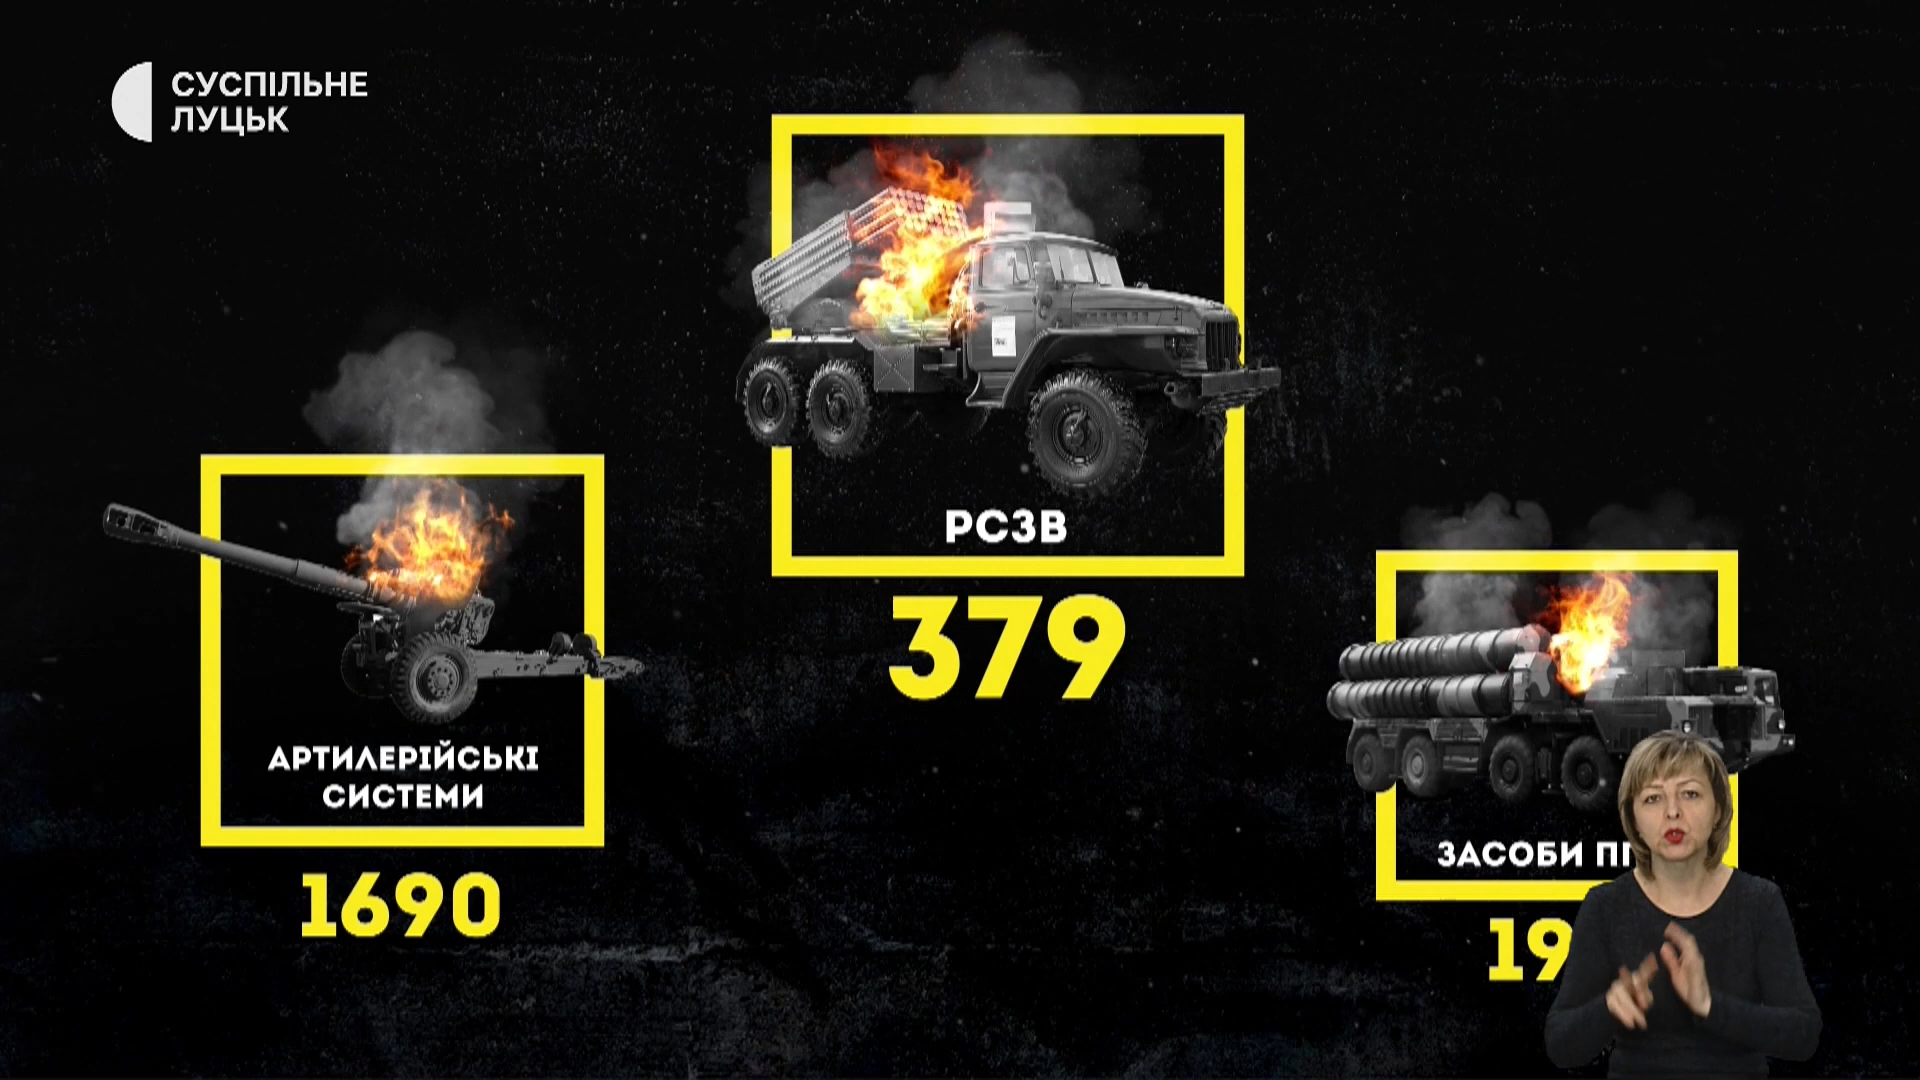 СУСПІЛЬНЕ
ЛУЦЬК
РСЗВ
379
АРТИЛЕРІЙСЬКІ
СИСТЕМИ
1690
ЗАСОБИ